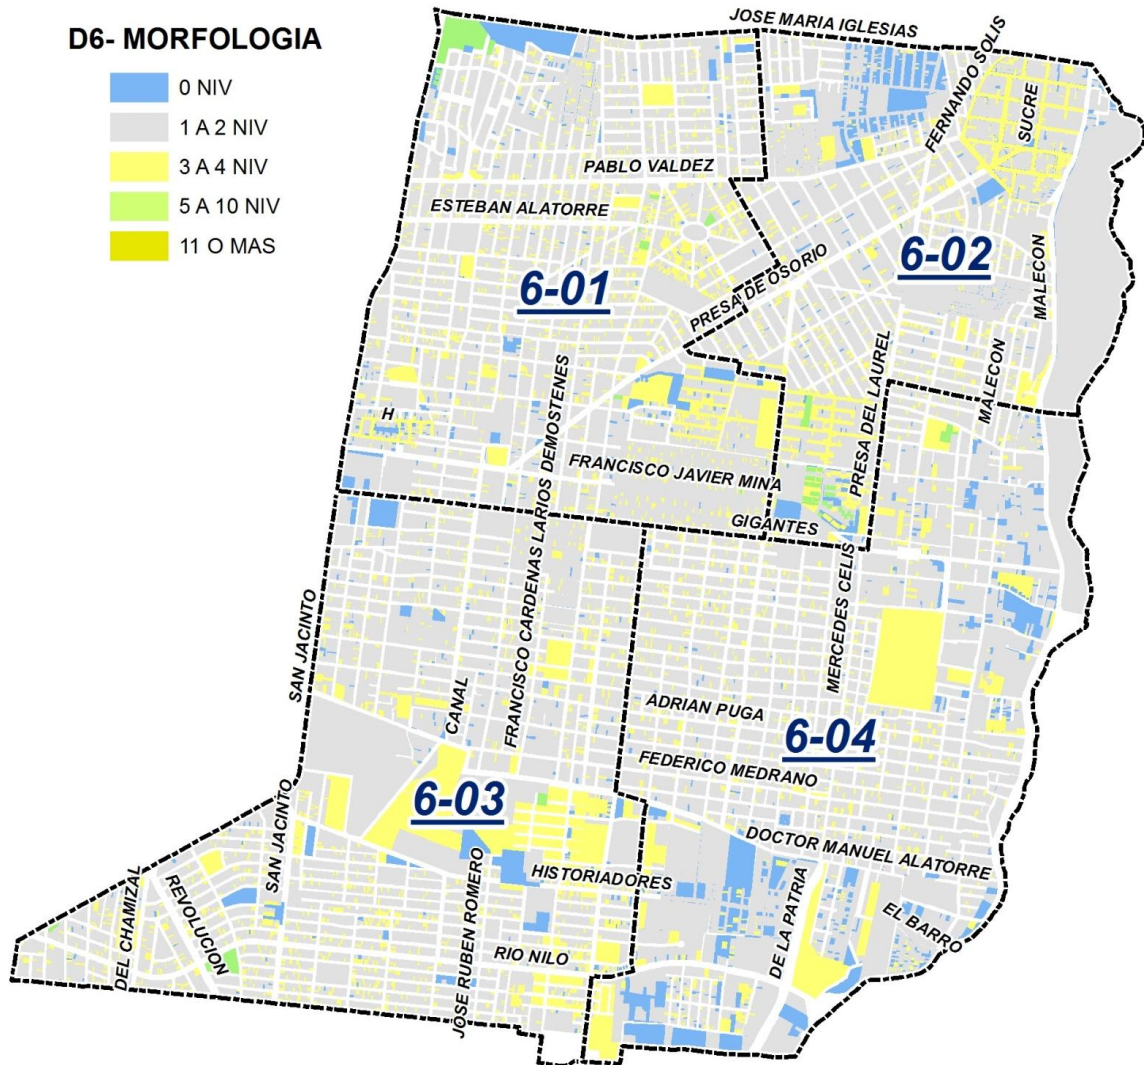 D6- MORFOLOGIA
0 NIV
1 A 2 NIV
3 A 4 NIV
5 A 10 NIV
11 O MAS
JOSE MARIA IGLESIAS
FERNANDO SOLIS
SUCRE
PABLO VALDEZ
ESTEBAN ALATORRE
6-01
6-02
PRESA DE OSORIO
MALECON
MALECON
PRESA DEL LAUREL
H
FRANCISCO JAVIER MINA
GIGANTES
FRANCISCO CARDENAS LARIOS DEMOSTENES
MERCEDES CELIS
SAN JACINTO
CANAL
ADRIAN PUGA
6-04
FEDERICO MEDRANO
6-03
DOCTOR MANUEL ALATORRE
SAN JACINTO
HISTORIADORES
JOSE RUBEN ROMERO
DEL CHAMIZAL
REVOLUCION
DE LA PATRIA
EL BARRO
RIO NILO